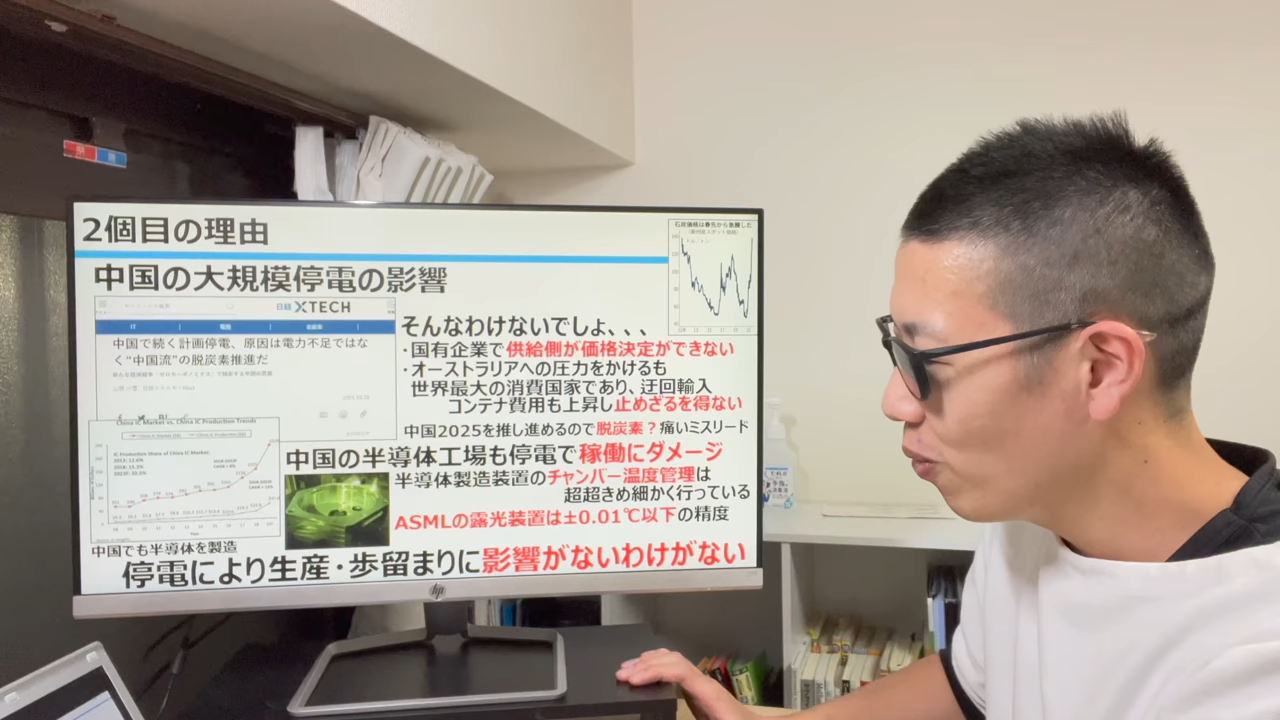 2個目の理由
石炭価格は春先から急騰した
中国の大規模停電の影響
日経 XTECH
IT
電機
自動車
中国で続く計画停電、原因は電力不足ではな
く“中国流”の脱炭素推進だ
そんなわけないでしょ、、、
・国有企業で供給側が価格決定ができない
・オーストラリアへの圧力をかけるも
世界最大の消費国家であり、迂回輸入
コンテナ費用も上昇し止めざるを得ない
中国2025を推し進めるので脱炭素？痛いミスリード
China IC Market vs. China IC Production Trends
IC Production Share of China IC Market:
中国の半導体工場も停電で稼働にダメージ
半導体製造装置のチャンバー温度管理は
超超きめ細かく行っている
ASMLの露光装置は±0.01℃以下の精度
中国でも半導体を製造
停電により生産・歩留まりに影響がないわけがない
hp